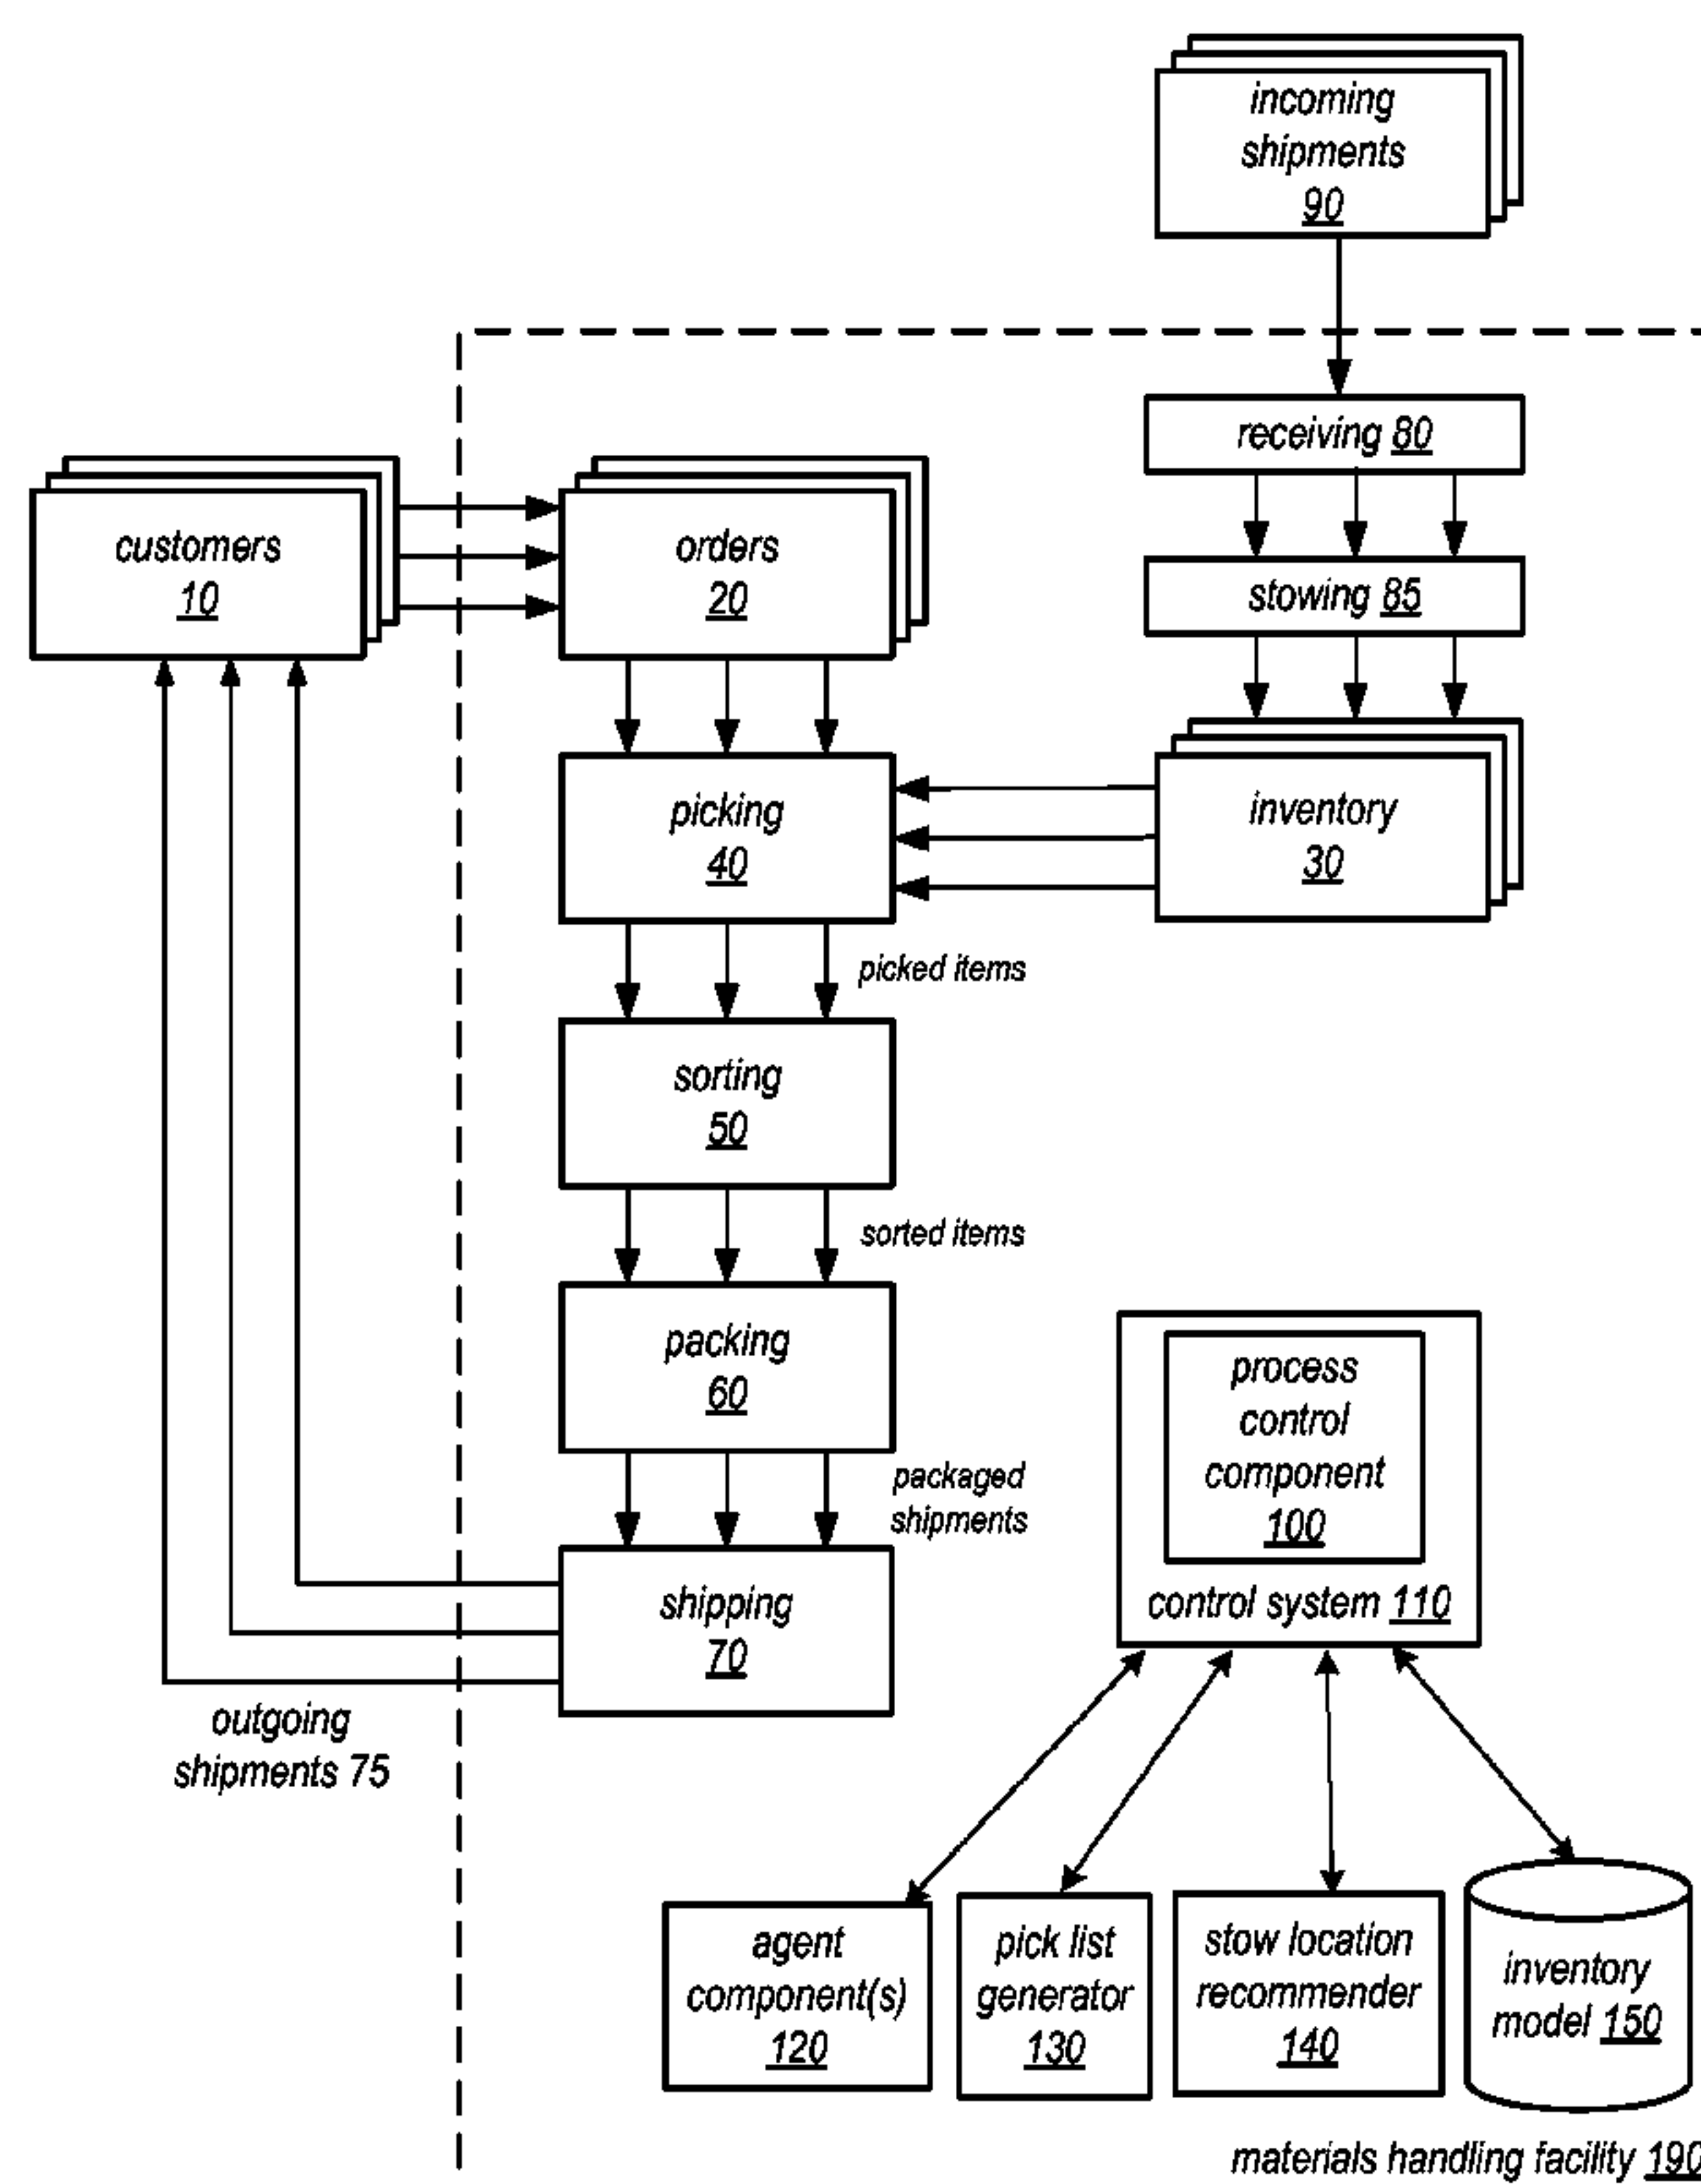 incoming
shipments
90
receiving 80
customers
10
orders
20
stowing 85
picking
40
inventory
30
picked items
sorting
50
sorted items
packing
60
packaged
shipments
shipping
70
outgoing
shipments 75
process
control
component
100
control system 110
agent
component(s)
120
pick list
generator
130
stow location
recommender
140
inventory
model 150
materials handling facility 190